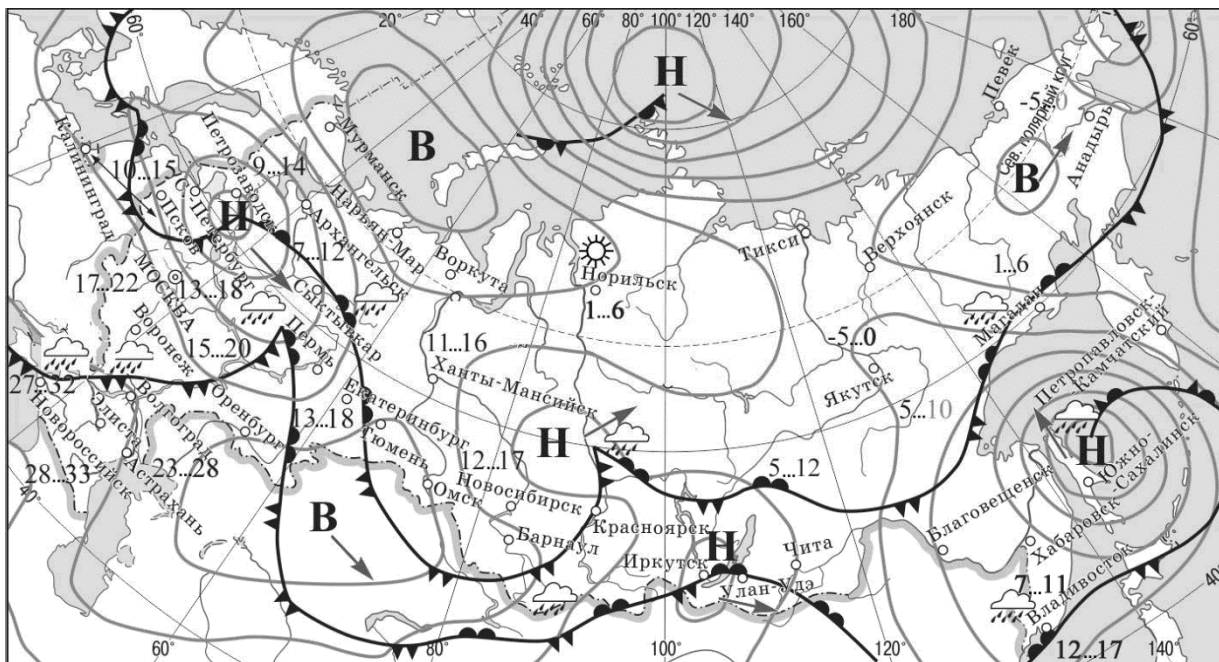 60°
20°
40°
60°
80°
100°
120°
140°
160°
180°
60°
Н
Певек
-5...0
Сев. полярный круг
Анадырь
В
Мурманск
В
Калининград
10...15
Петрозаводск
9...14
Псков
С.-Петербург
Н
Архангельск
Нарьян-Мар
Воркута
7...12
Тикси
Верхоянск
МОСКВА
17...22
13...18
Сыктывкар
Норильск
1...6
1...6
Магадан
Петропавловск-
Камчатский
Воронеж
15...20
Пермь
11...16
Ханты-Мансийск
-5...0
Якутск
5...10
27...32
Новороссийск
Элиста
Волгоград
Оренбург
13...18
Екатеринбург
Тюмень
Н
Н
Южно-
Сахалинск
28...33
Астрахань
23...28
Омск
12...17
Новосибирск
5...12
В
Барнаул
Красноярск
Иркутск
Н
Чита
Улан-Удэ
Благовещенск
Хабаровск
7...11
Владивосток
12...17
40°
60°
80°
100°
120°
140°
40°